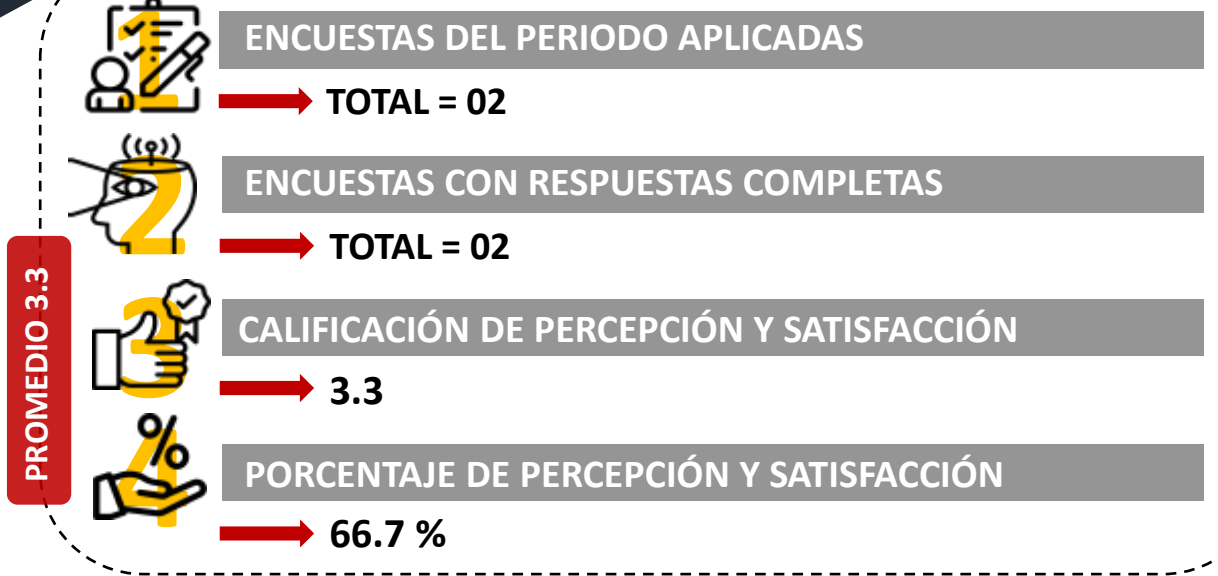 1
ENCUESTAS DEL PERIODO APLICADAS
TOTAL = 02
2
ENCUESTAS CON RESPUESTAS COMPLETAS
TOTAL = 02
PROMEDIO 3.3
3
CALIFICACIÓN DE PERCEPCIÓN Y SATISFACCIÓN
3.3
4
%
PORCENTAJE DE PERCEPCIÓN Y SATISFACCIÓN
66.7 %